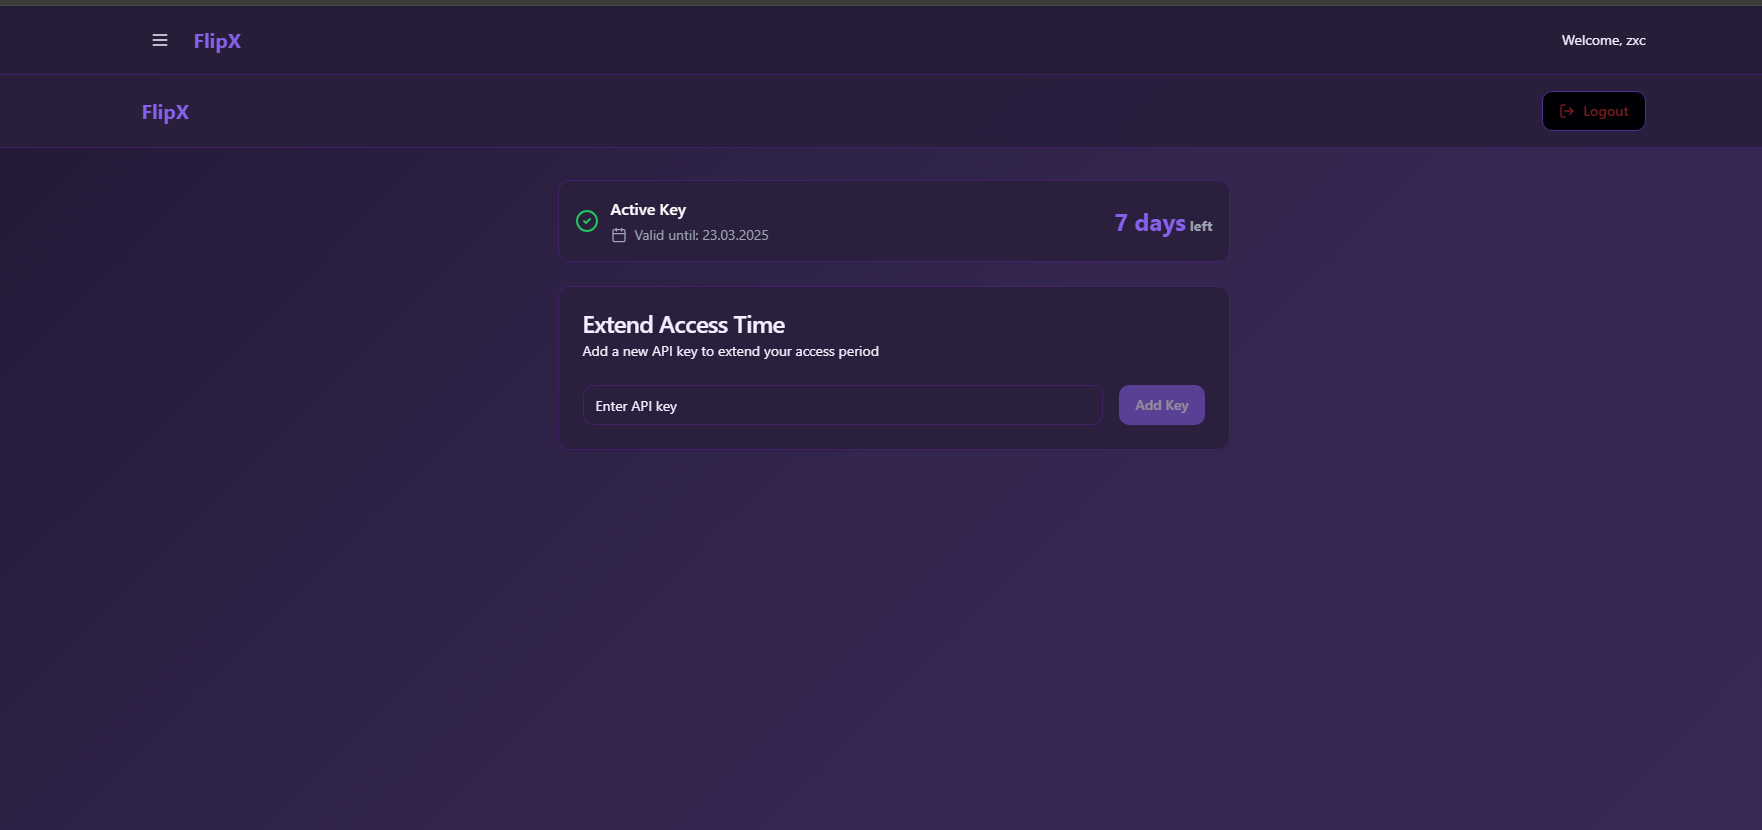 FlipX
Welcome, zxc
FlipX
Logout
Active Key
Valid until: 23.03.2025
7 days left
Extend Access Time
Add a new API key to extend your access period
Enter API key
Add Key